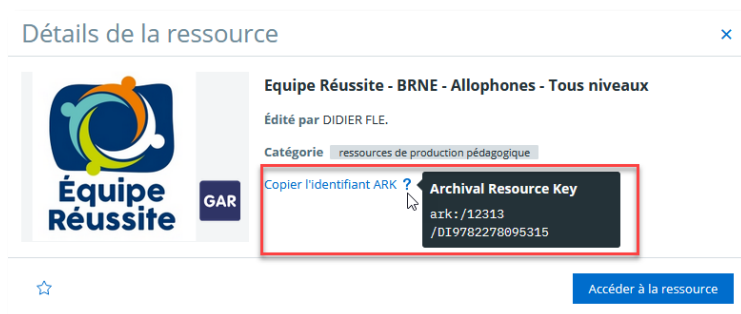 Détails de la ressource
Equipe Réussite - BRNE - Allophones - Tous niveaux
Édité par DIDIER FLE.
Catégorie ressources de production pédagogique
Copier l'identifiant ARK ?
Archival Resource Key
ark:/12313
/DI9782278095315
Équipe
Réussite
GAR
Accéder à la ressource